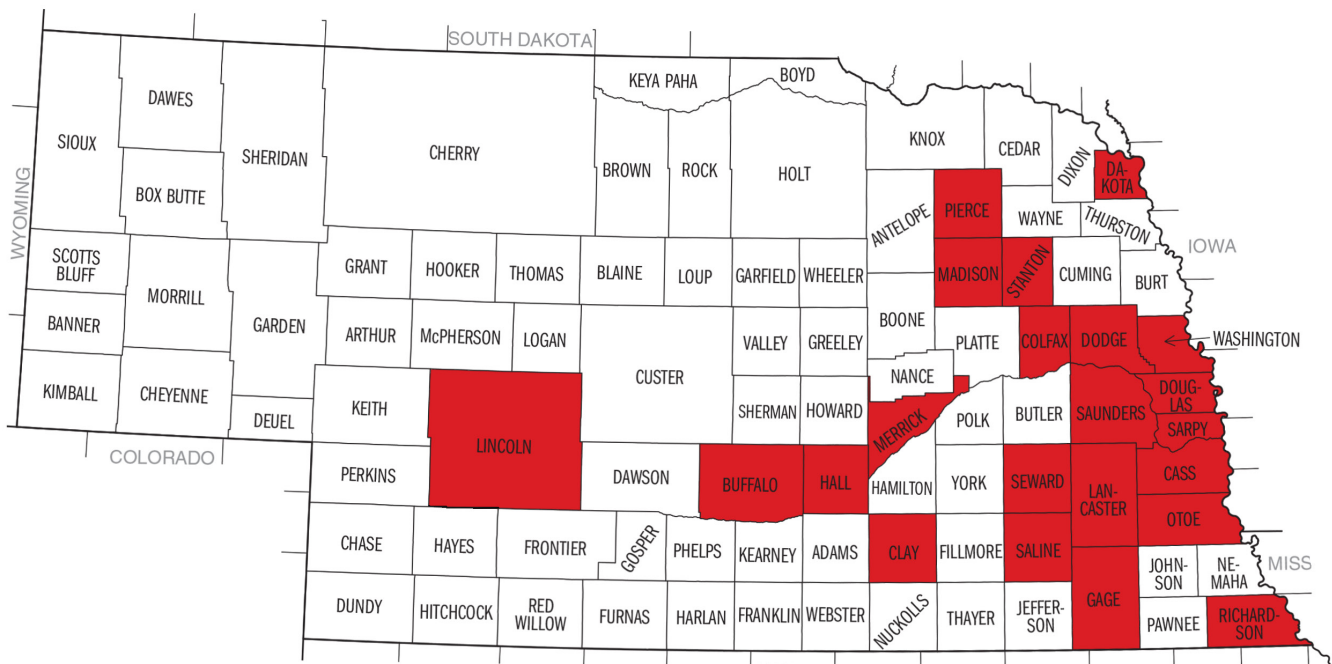 SOUTH DAKOTA
KEYA PAHA
BOYD
DAWES
SIOUX
SHERIDAN
CHERRY
BROWN
ROCK
HOLT
KNOX
CEDAR
DIXON
DA-
KOTA
WYOMING
BOX BUTTE
ANTELOPE
PIERCE
WAYNE
THURSTON
IOWA
SCOTTS
BLUFF
MORRILL
GRANT
HOOKER
THOMAS
BLAINE
LOUP
GARFIELD
WHEELER
MADISON
STANTON
CUMING
BURT
BANNER
GARDEN
ARTHUR
McPHERSON
LOGAN
CUSTER
VALLEY
GREELEY
BOONE
PLATTE
COLFAX
DODGE
WASHINGTON
KIMBALL
CHEYENNE
DEUEL
KEITH
LINCOLN
SHERMAN
HOWARD
NANCE
MERRICK
POLK
BUTLER
SAUNDERS
DOUG-
LAS
SARPY
COLORADO
PERKINS
DAWSON
BUFFALO
HALL
HAMILTON
YORK
SEWARD
LAN-
CASTER
CASS
OTOE
CHASE
HAYES
FRONTIER
GOSPER
PHELPS
KEARNEY
ADAMS
CLAY
FILLMORE
SALINE
GAGE
JOHN-
SON
NE-
MAHA
MISS
DUNDY
HITCHCOCK
RED
WILLOW
FURNAS
HARLAN
FRANKLIN
WEBSTER
NUCKOLLS
THAYER
JEFFER-
SON
PAWNEE
RICHARD-
SON